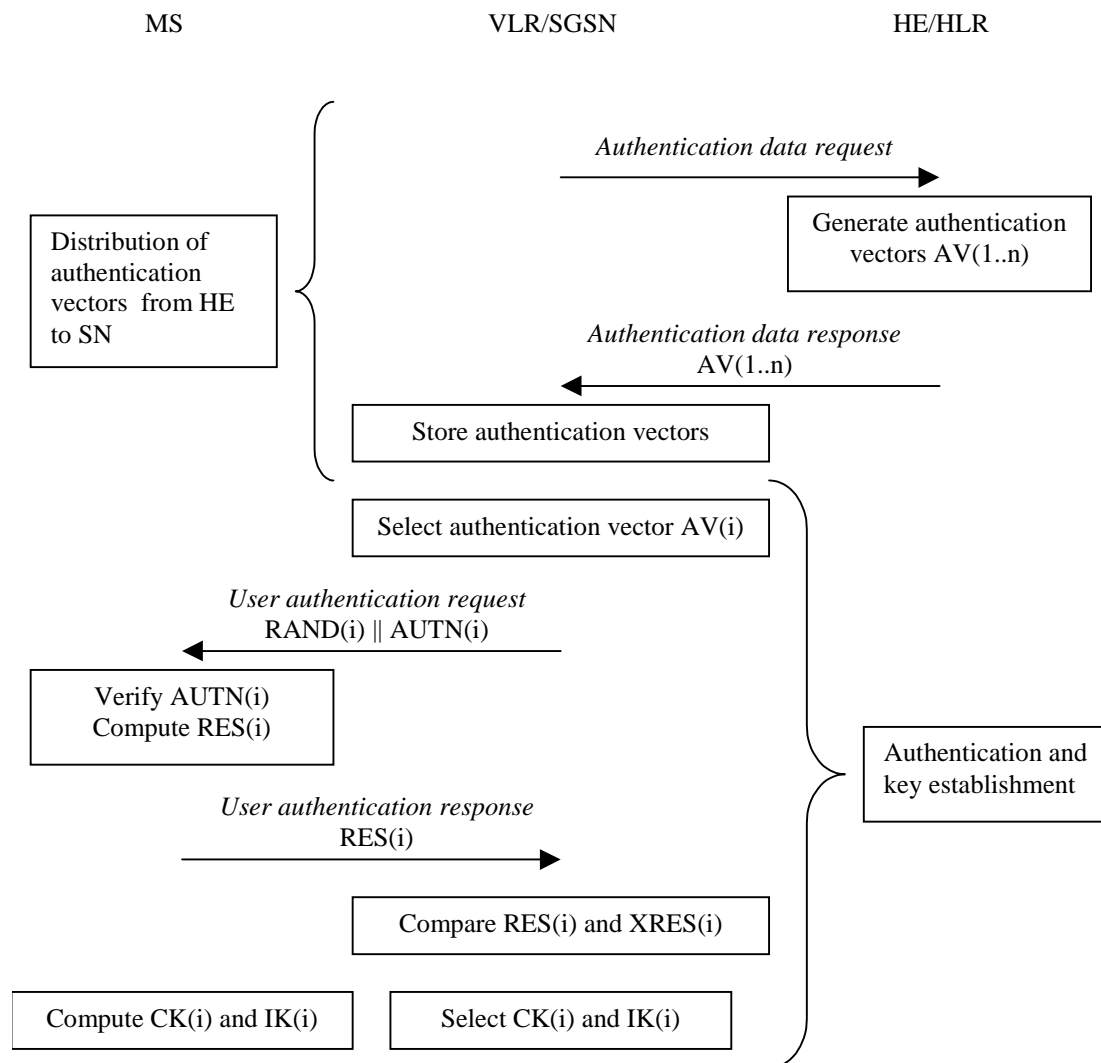 MS
VLR/SGSN
HE/HLR
Authentication data request
Generate authentication
vectors AV(1..n)
Distribution of
authentication
vectors from HE
to SN
Authentication data response
AV(1..n)
Store authentication vectors
Select authentication vector AV(i)
User authentication request
RAND(i) || AUTN(i)
Verify AUTN(i)
Compute RES(i)
Authentication and
key establishment
User authentication response
RES(i)
Compare RES(i) and XRES(i)
Compute CK(i) and IK(i)
Select CK(i) and IK(i)